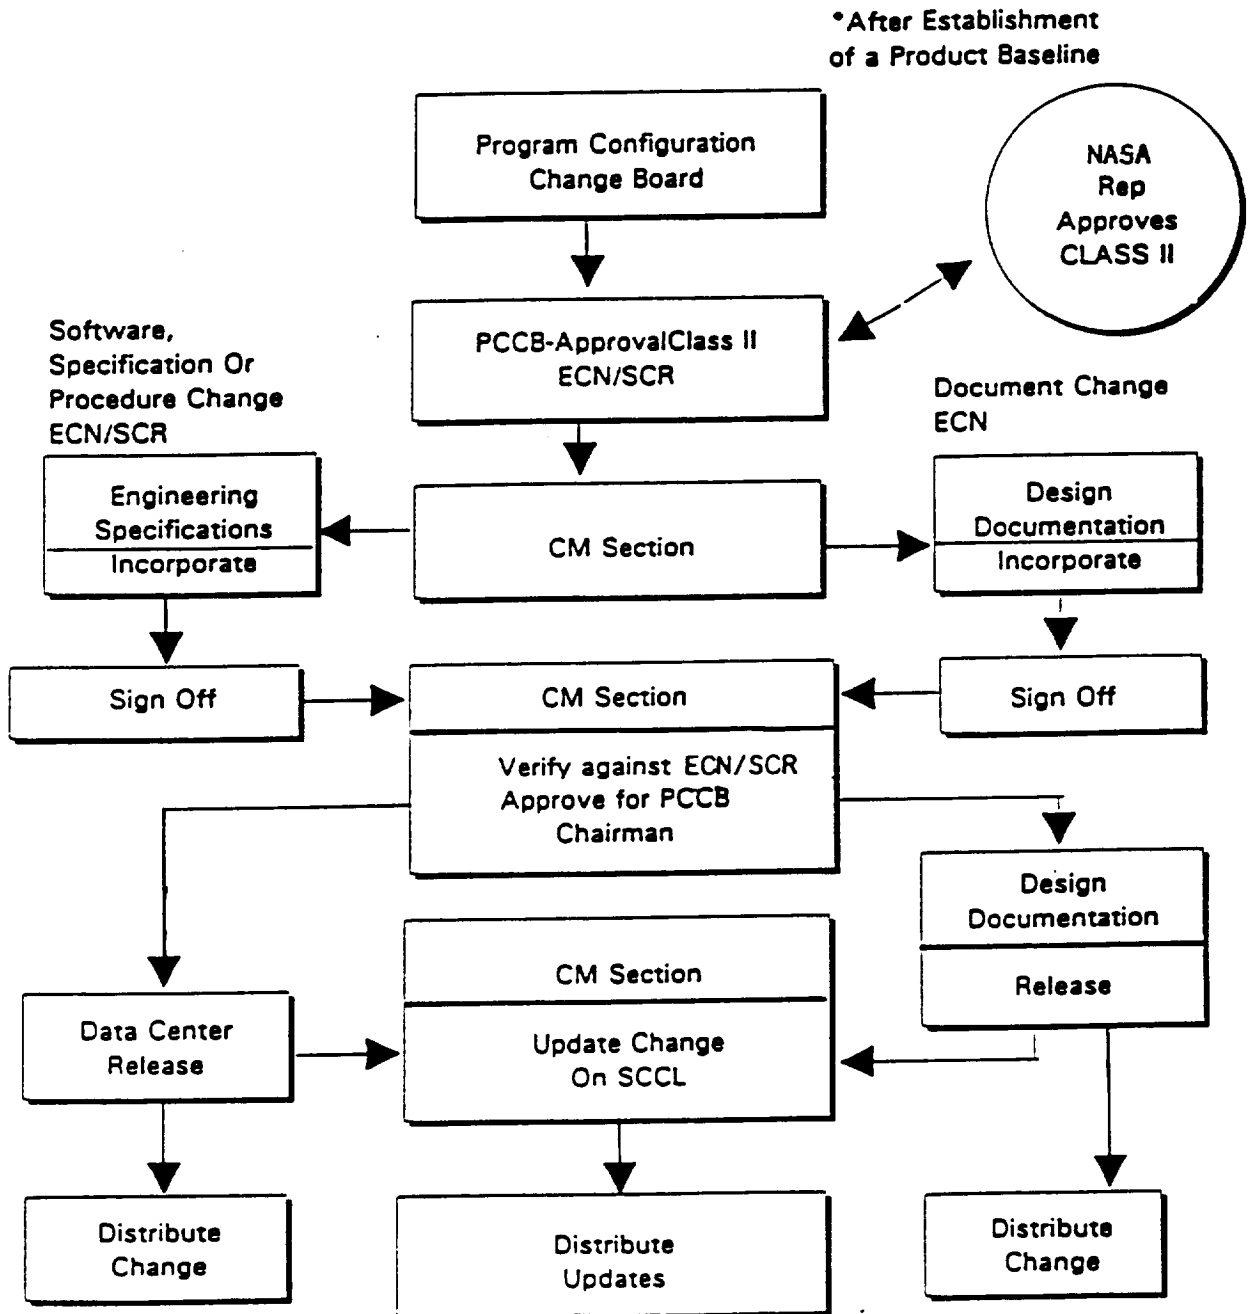 *After Establishment
of a Product Baseline
Program Configuration
Change Board
NASA
Rep
Approves
CLASS II
PCCB-ApprovalClass II
ECN/SCR
Software,
Specification Or
Procedure Change
ECN/SCR
Document Change
ECN
Engineering
Specifications
Incorporate
CM Section
Design
Documentation
Incorporate
Sign Off
CM Section
Sign Off
Verify against ECN/SCR
Approve for PCCB
Chairman
Design
Documentation
Release
CM Section
Data Center
Release
Update Change
On SCCL
Distribute
Change
Distribute
Updates
Distribute
Change